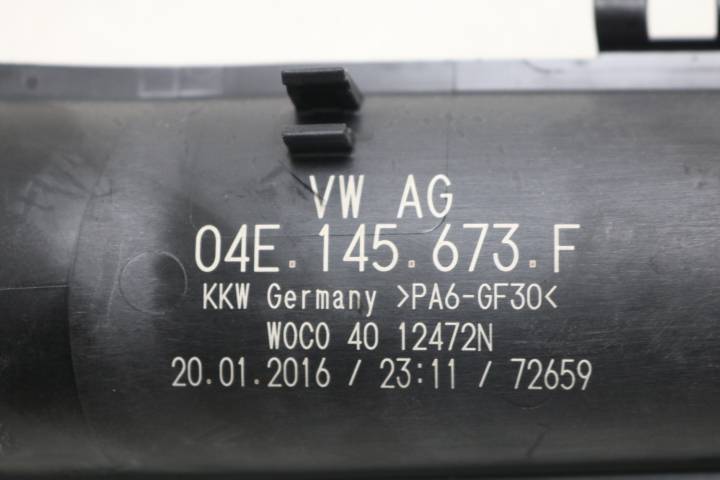 VW AG
04E.145.673.F
KKW Germany >PA6-GF30<
WOCO 40 12472N
20.01.2016 / 23:11 / 72659